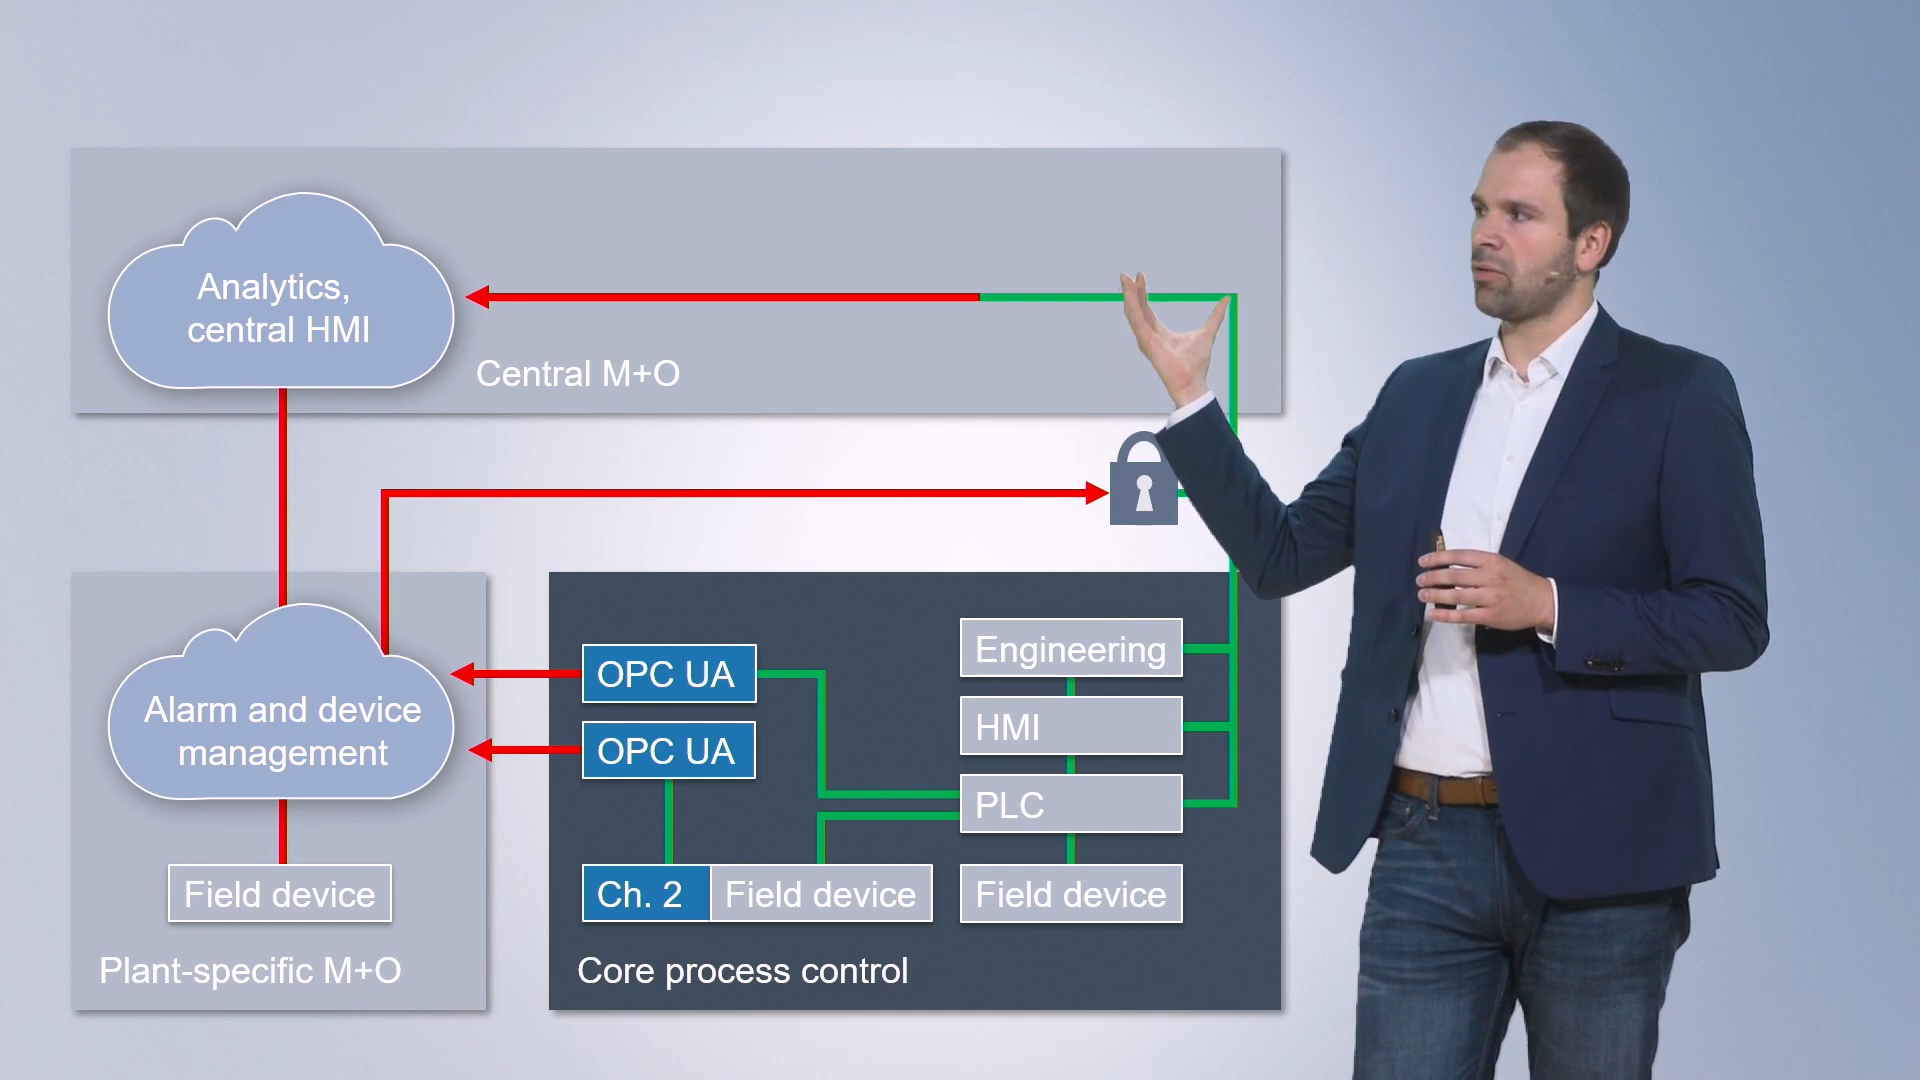 Analytics,
central HMI
Central M+O
Alarm and device
management
Field device
Plant-specific M+O
OPC UA
OPC UA
Ch. 2
Field device
Engineering
HMI
PLC
Field device
Core process control